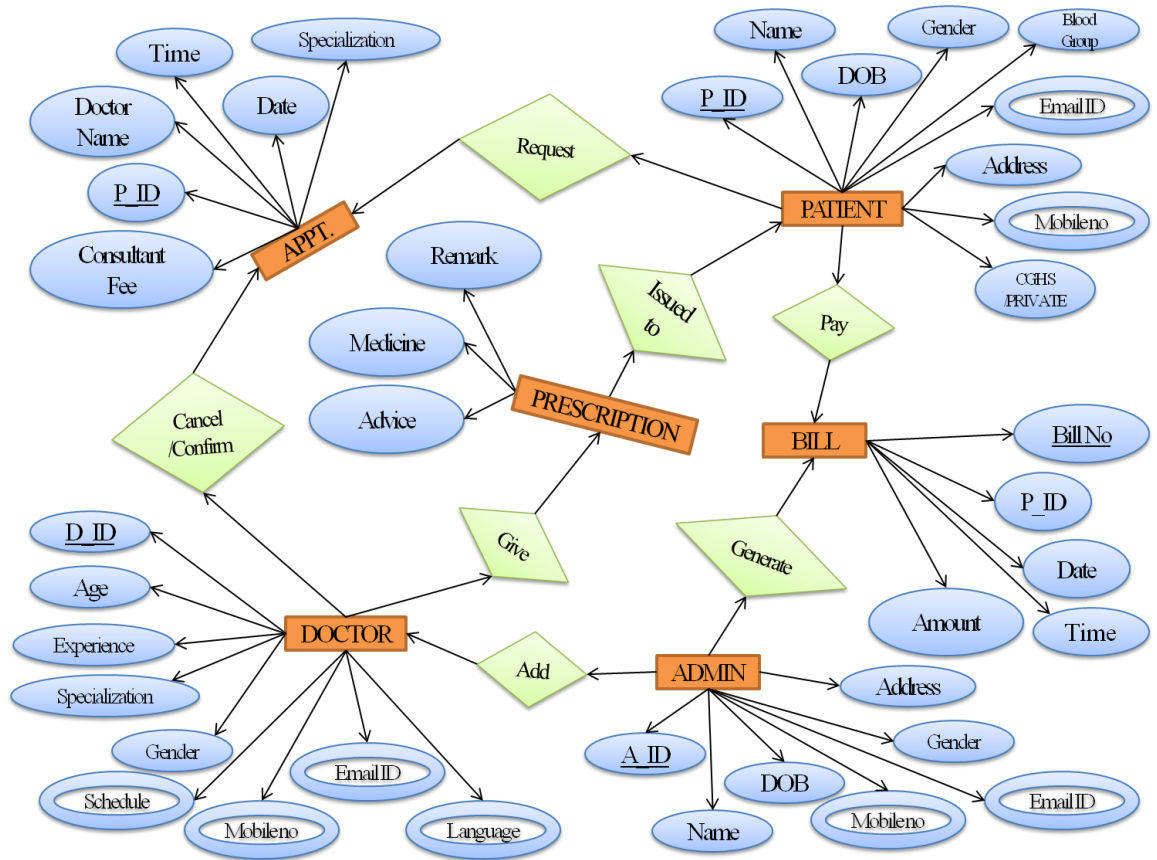 Time
Specialization
Doctor
Name
Date
P_ID
Consultant
Fee
APPT.
Request
Name
Gender
Blood
Group
P_ID
DOB
Email ID
Address
PATIENT
Mobileno
CGHS
/PRIVATE
Remark
Issued
to
Pay
Medicine
Advice
PRESCRIPTION
Cancel
/Confirm
BILL
Bill No
P_ID
Date
Time
Amount
Give
Generate
D_ID
Age
Experience
Specialization
Gender
Schedule
Mobileno
Email ID
Language
DOCTOR
Add
ADMIN
Address
Gender
A_ID
DOB
Email ID
Name
Mobileno